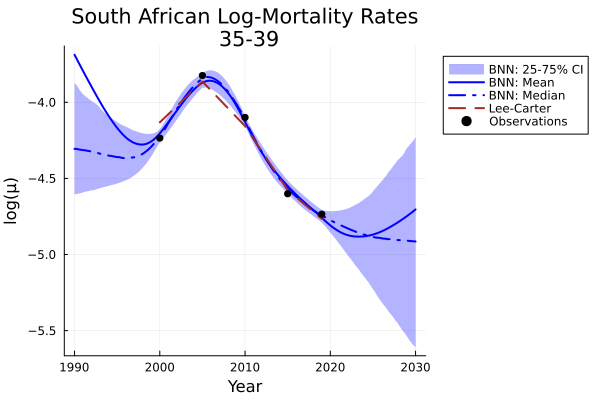 South African Log-Mortality Rates
35-39
BNN: 25-75% CI
BNN: Mean
BNN: Median
Lee-Carter
Observations
−4.0
−4.5
−5.0
−5.5
log(μ)
1990
2000
2010
2020
2030
Year